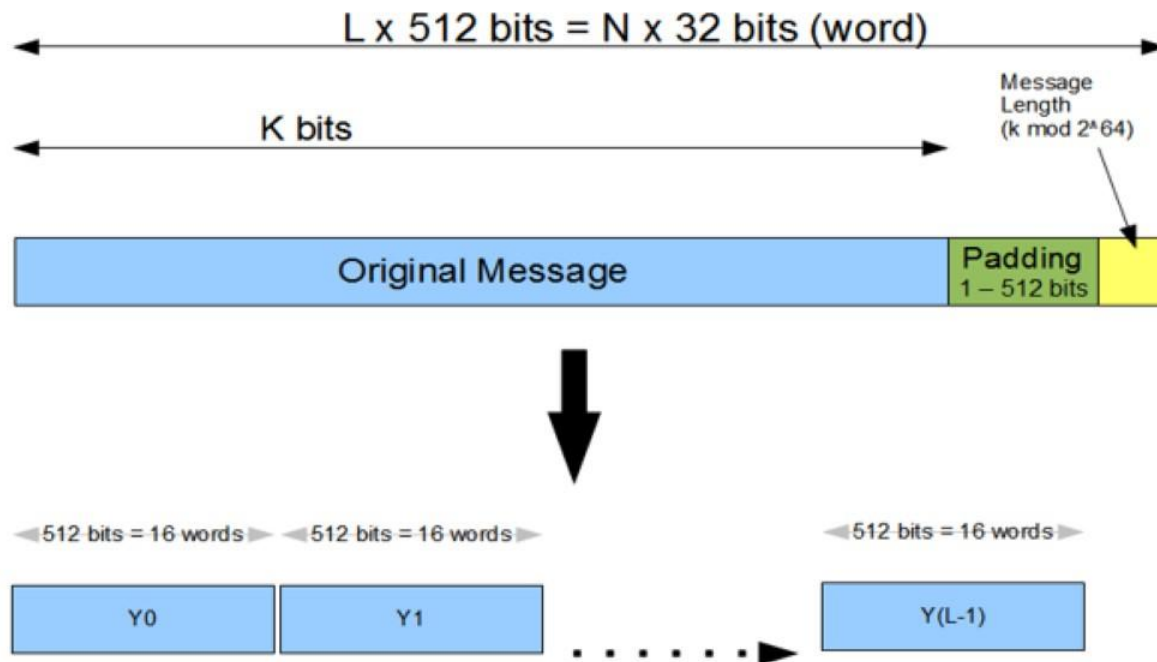 L x 512 bits = N x 32 bits (word)
Message
Length
(k mod 2^64)
K bits
Original Message
Padding
1 – 512 bits
512 bits = 16 words
512 bits = 16 words
512 bits = 16 words
Y0
Y1
Y(L-1)